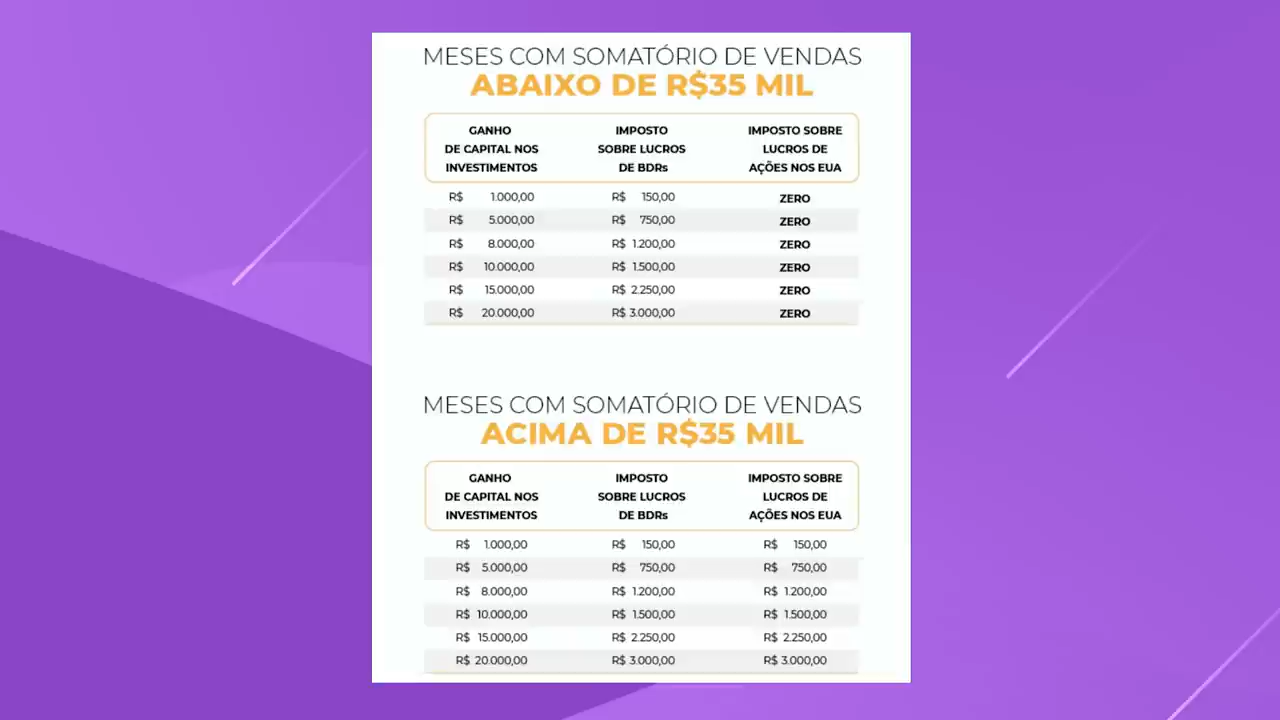 MESES COM SOMATÓRIO DE VENDAS
ABAIXO DE R$35 MIL
GANHO DE CAPITAL NOS INVESTIMENTOS
IMPOSTO SOBRE LUCROS DE BDRs
IMPOSTO SOBRE LUCROS DE AÇÕES NOS EUA
R$ 1.000,00 R$ 150,00 ZERO
R$ 5.000,00 R$ 750,00 ZERO
R$ 8.000,00 R$ 1.200,00 ZERO
R$ 10.000,00 R$ 1.500,00 ZERO
R$ 15.000,00 R$ 2.250,00 ZERO
R$ 20.000,00 R$ 3.000,00 ZERO
MESES COM SOMATÓRIO DE VENDAS
ACIMA DE R$35 MIL
GANHO DE CAPITAL NOS INVESTIMENTOS
IMPOSTO SOBRE LUCROS DE BDRs
IMPOSTO SOBRE LUCROS DE AÇÕES NOS EUA
R$ 1.000,00 R$ 150,00 R$ 150,00
R$ 5.000,00 R$ 750,00 R$ 750,00
R$ 8.000,00 R$ 1.200,00 R$ 1.200,00
R$ 10.000,00 R$ 1.500,00 R$ 1.500,00
R$ 15.000,00 R$ 2.250,00 R$ 2.250,00
R$ 20.000,00 R$ 3.000,00 R$ 3.000,00